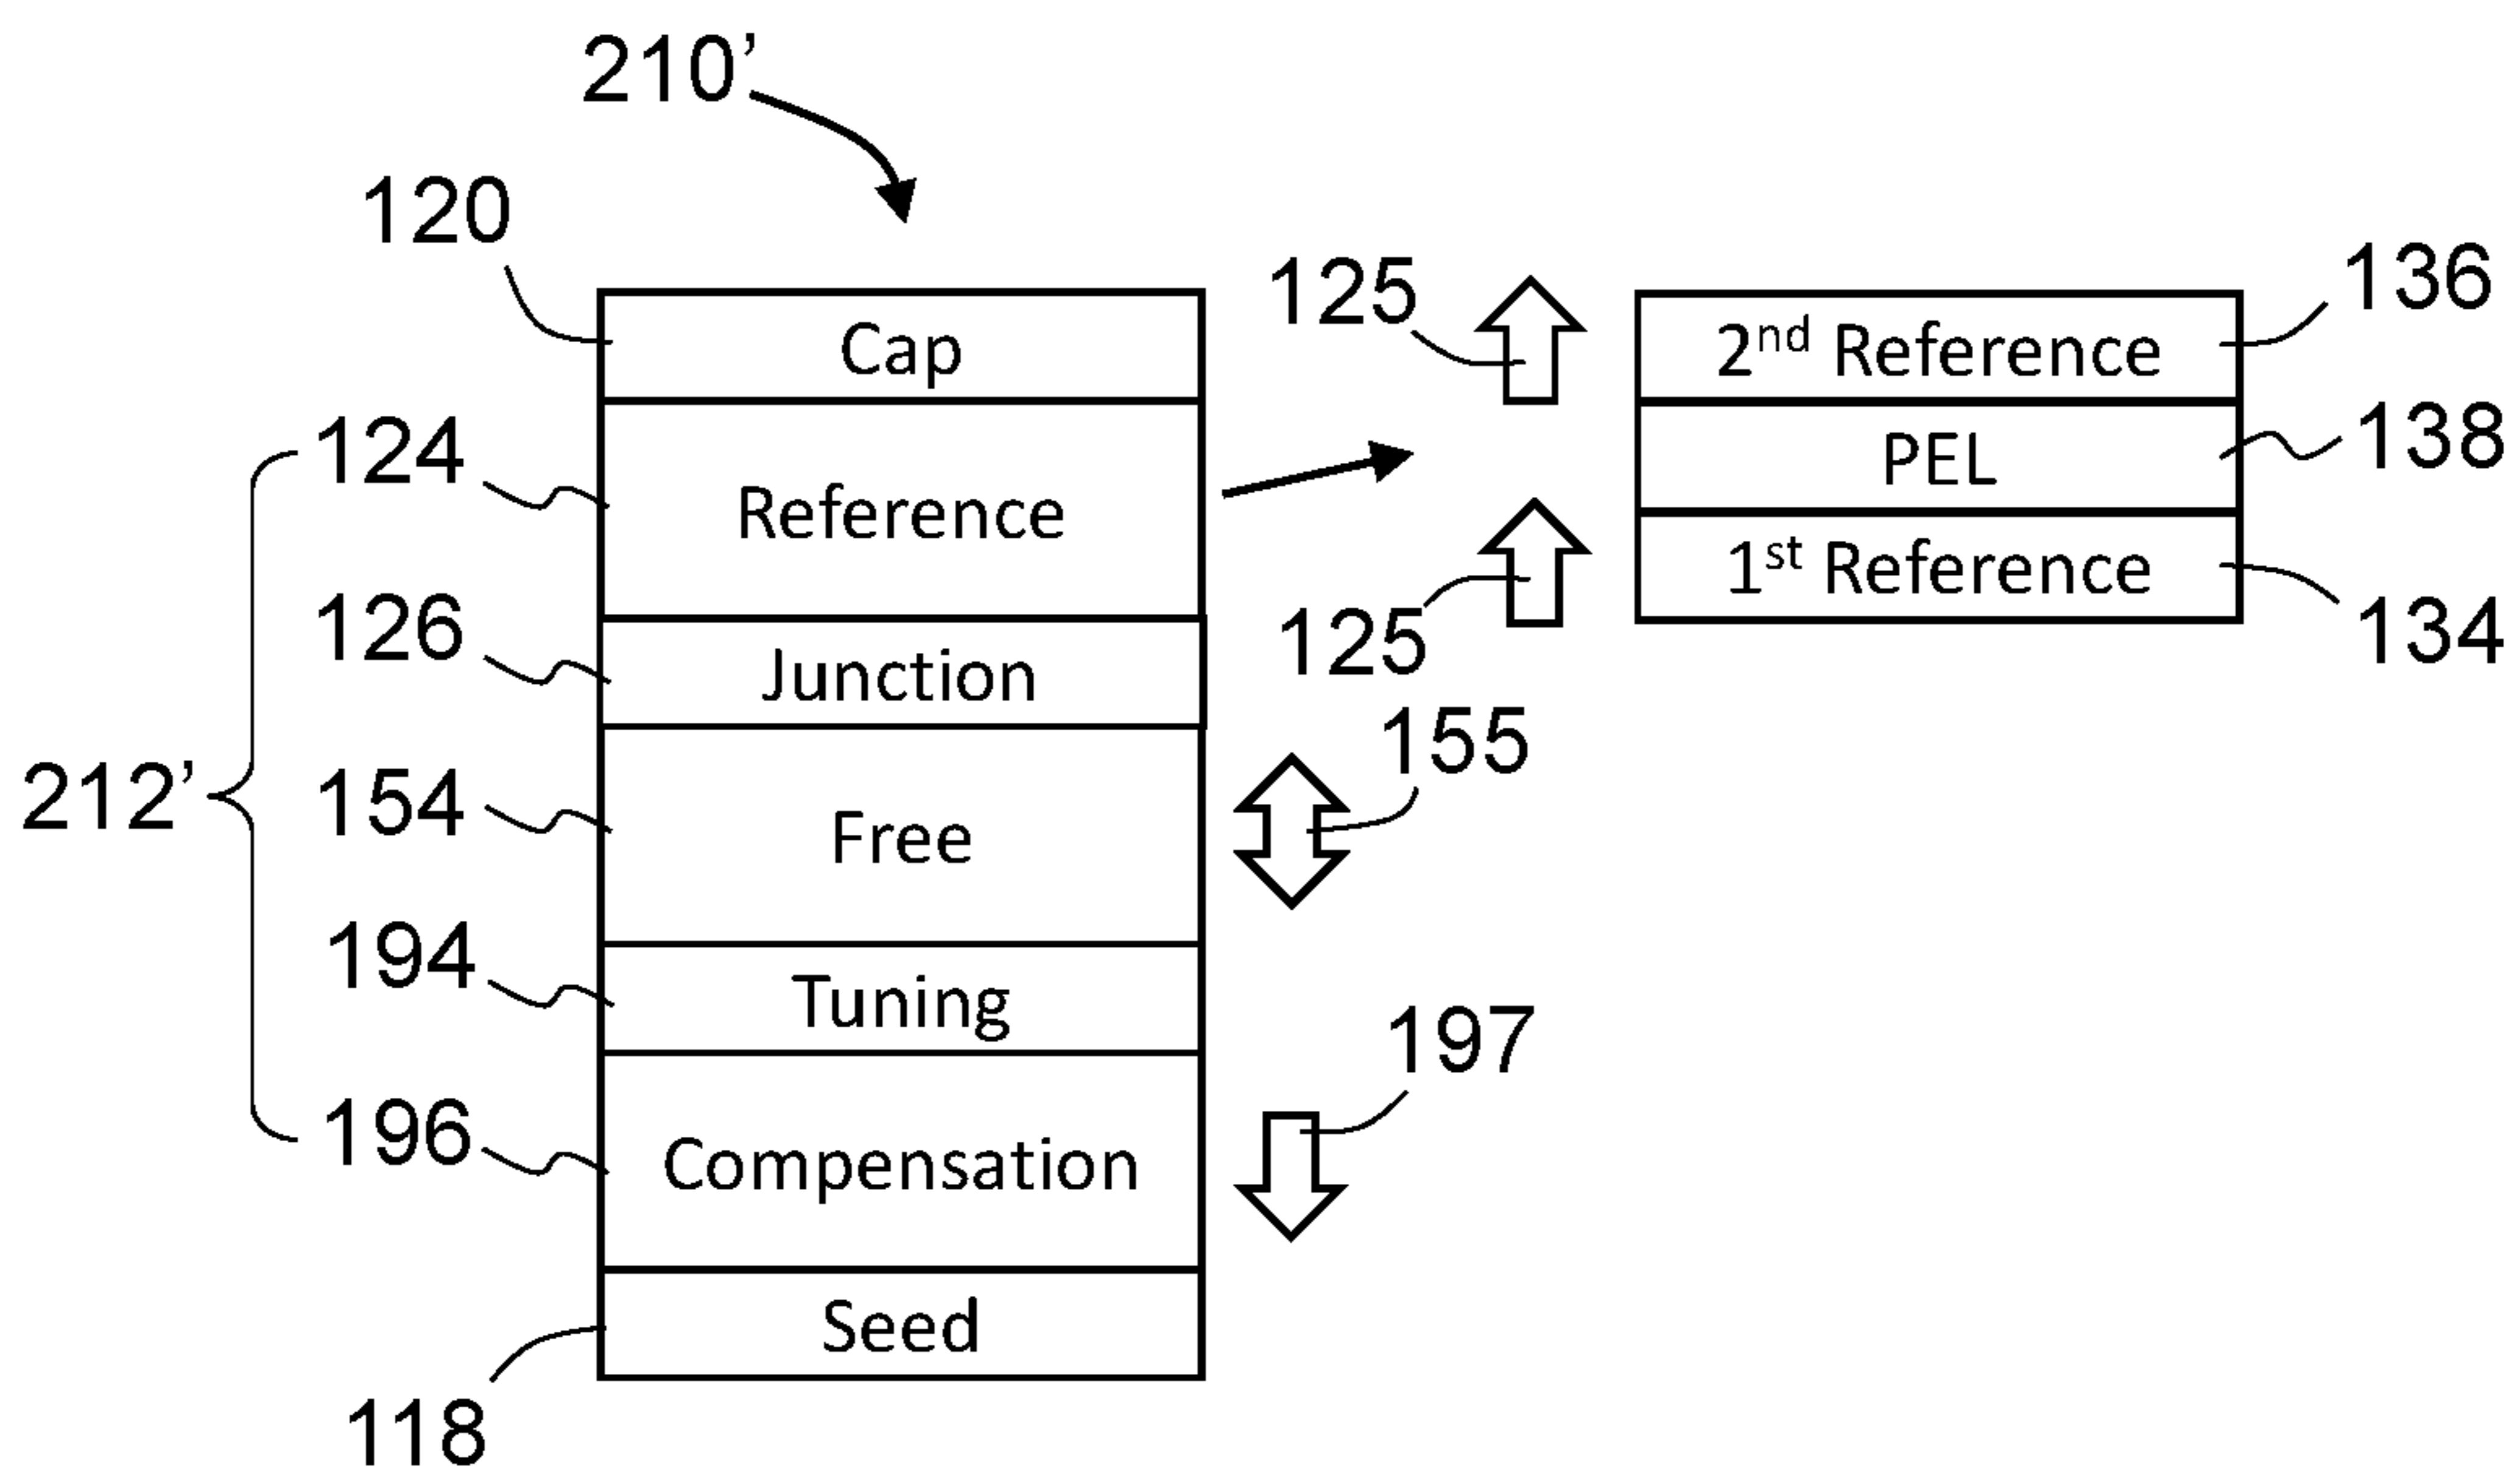 210’
120
Cap
125
2nd Reference
136
124
Reference
PEL
138
125
1st Reference
134
126
Junction
155
212’
154
Free
194
Tuning
197
196
Compensation
Seed
118